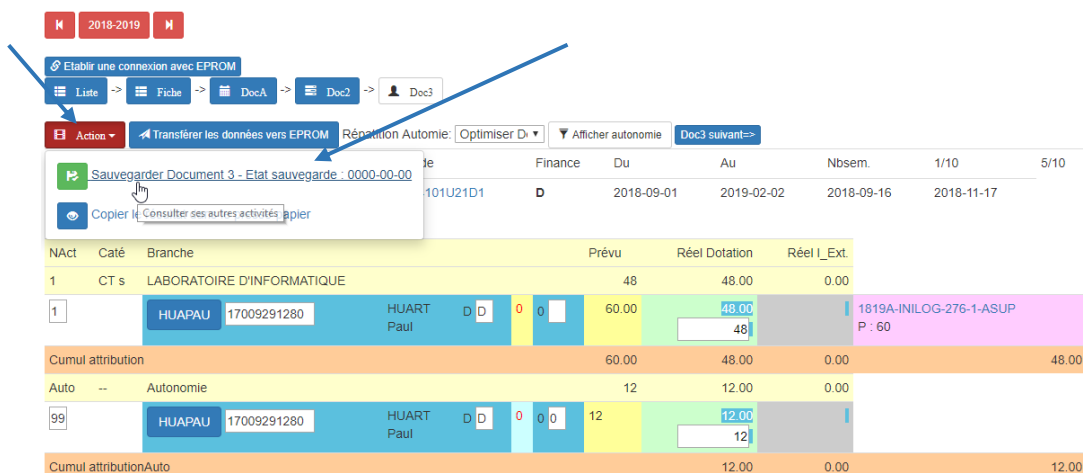 2018-2019
Etablir une connexion avec EPROM
Liste -> Fiche -> DocA -> Doc2 -> Doc3
Action Transférer les données vers EPROM Répatition Automie: Optimiser D Afficher autonomie Doc3 suivant=>
Finance Du Au Nbsem. 1/10 5/10
Sauvegarder Document 3 - Etat sauvegarde : 0000-00-00
101U21D1 D 2018-09-01 2019-02-02 2018-09-16 2018-11-17
Copier Consulter ses autres activités apier
NAct Caté Branche Prévu Réel Dotation Réel I_Ext.
1 CT s LABORATOIRE D'INFORMATIQUE 48 48.00 0.00
1 HUAPAU 17009291280 HUART Paul D D 0 0 60.00 48.00 48 1819A-INILOG-276-1-ASUP P : 60
Cumul attribution 60.00 48.00 0.00 48.00
Auto -- Autonomie 12 12.00 0.00
99 HUAPAU 17009291280 HUART Paul D D 0 0 0 12 12.00 12
Cumul attributionAuto 12.00 0.00 12.00